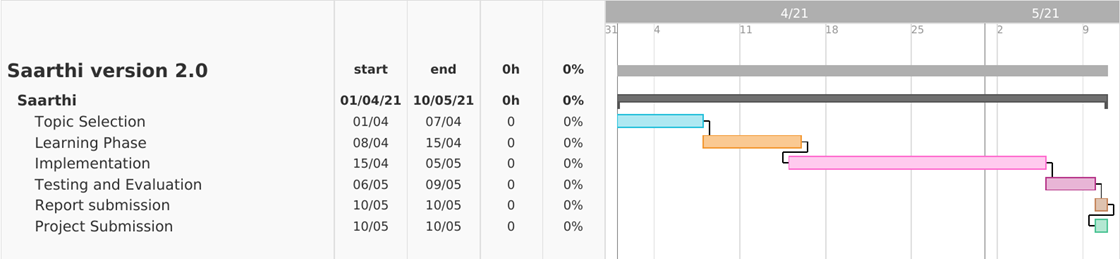 4/21 5/21
31 4 11 18 25 2 9
Saarthi version 2.0 start end 0h 0%
Saarthi 01/04/21 10/05/21 0h 0%
Topic Selection 01/04 07/04 0 0%
Learning Phase 08/04 15/04 0 0%
Implementation 15/04 05/05 0 0%
Testing and Evaluation 06/05 09/05 0 0%
Report submission 10/05 10/05 0 0%
Project Submission 10/05 10/05 0 0%